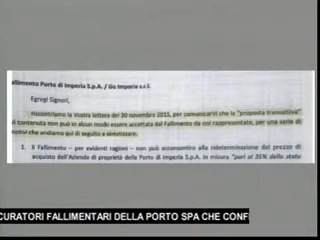 allimento Porto di Imperia S.p.A. / Go Imperia s.r.l.
Egregi Signori,
riscontriamo la Vostra lettera del 30 novembre 2015, per comunicarVi che la "proposta transattiva"
vi contenuta non può in alcun modo essere accettata dal Fallimento da noi rappresentato, per una serie di
motivi che andiamo qui di seguito a sintetizzare.
1. Il Fallimento – per evidenti ragioni – non può acconsentire alla rideterminazione del prezzo di
acquisto dell'Azienda di proprietà della Porto di Imperia S.p.A. in misura "pari al 35% dello stato
CURATORI FALLIMENTARI DELLA PORTO SPA CHE CONFI